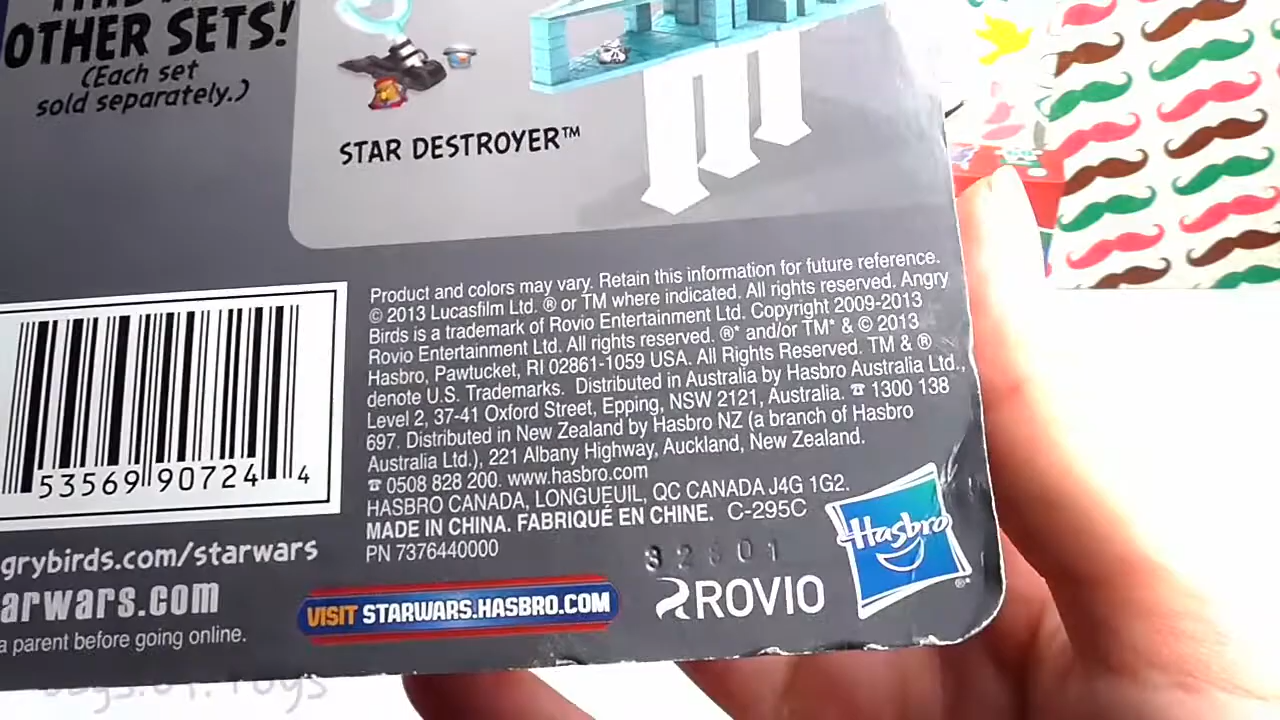 OTHER SETS!
(Each set
sold separately.)
STAR DESTROYER™
Product and colors may vary. Retain this information for future reference.
© 2013 Lucasfilm Ltd. ® or TM where indicated. All rights reserved. Angry
Birds is a trademark of Rovio Entertainment Ltd. Copyright 2009-2013
Rovio Entertainment Ltd. All rights reserved. ®* and/or TM* & © 2013
Hasbro, Pawtucket, RI 02861-1059 USA. All Rights Reserved. TM & ®
denote U.S. Trademarks. Distributed in Australia by Hasbro Australia Ltd.,
Level 2, 37-41 Oxford Street, Epping, NSW 2121, Australia. ☎ 1300 138
697. Distributed in New Zealand by Hasbro NZ (a branch of Hasbro
Australia Ltd.), 221 Albany Highway, Auckland, New Zealand.
☎ 0508 828 200. www.hasbro.com
HASBRO CANADA, LONGUEUIL, QC CANADA J4G 1G2.
MADE IN CHINA. FABRIQUÉ EN CHINE. C-295C
PN 7376440000
53569 90724 4
grybirds.com/starwars
arwars.com
a parent before going online.
VISIT STARWARS.HASBRO.COM
32801
ROVIO
Hasbro®